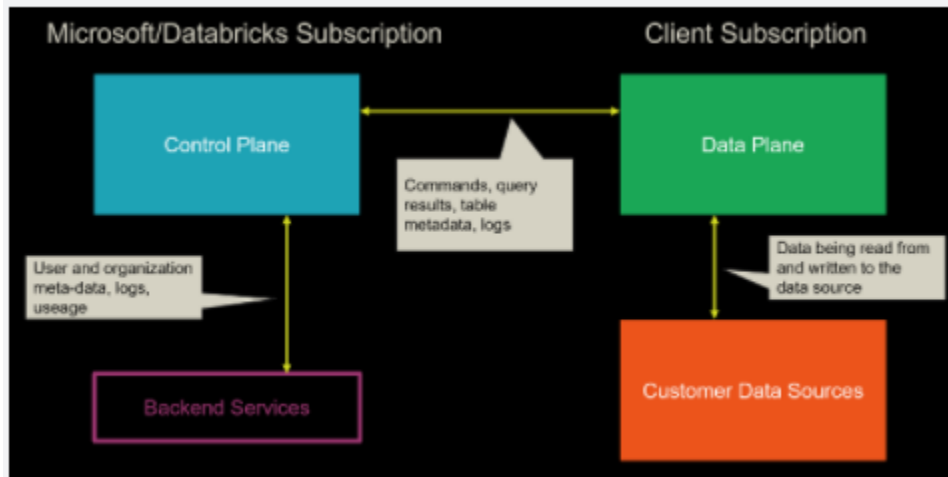 Microsoft/Databricks Subscription
Client Subscription
Control Plane
Data Plane
Commands, query
results, table
metadata, logs
User and organization
meta-data, logs,
useage
Data being read from
and written to the
data source
Backend Services
Customer Data Sources